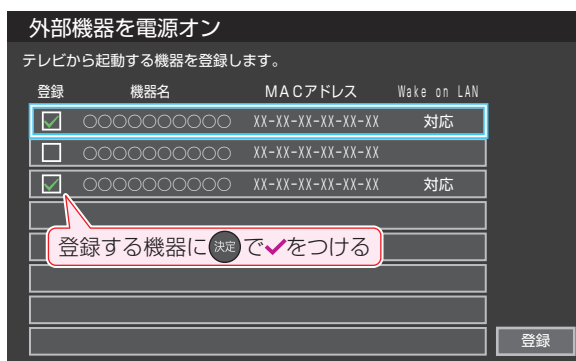 外部機器を電源オン
テレビから起動する機器を登録します。
登録 機器名 MACアドレス Wake on LAN
○○○○○○○○○○ XX-XX-XX-XX-XX-XX 対応
○○○○○○○○○○ XX-XX-XX-XX-XX-XX
○○○○○○○○○○ XX-XX-XX-XX-XX-XX 対応
登録する機器に決定で✓をつける
登録